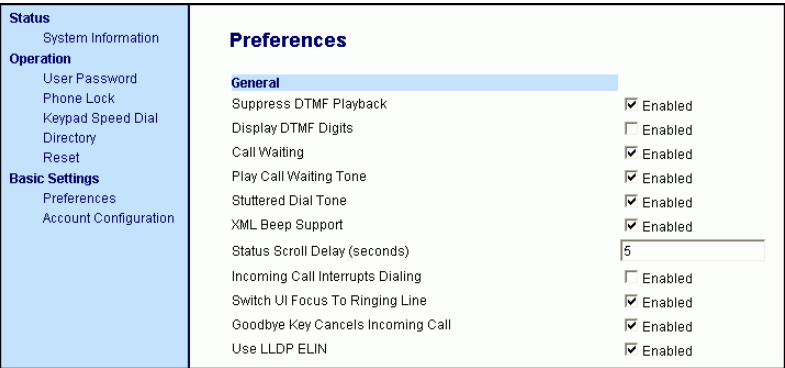 Status
System Information
Operation
User Password
Phone Lock
Keypad Speed Dial
Directory
Reset
Basic Settings
Preferences
Account Configuration
Preferences
General
Suppress DTMF Playback Enabled
Display DTMF Digits Enabled
Call Waiting Enabled
Play Call Waiting Tone Enabled
Stuttered Dial Tone Enabled
XML Beep Support Enabled
Status Scroll Delay (seconds) 5
Incoming Call Interrupts Dialing Enabled
Switch UI Focus To Ringing Line Enabled
Goodbye Key Cancels Incoming Call Enabled
Use LLDP ELIN Enabled